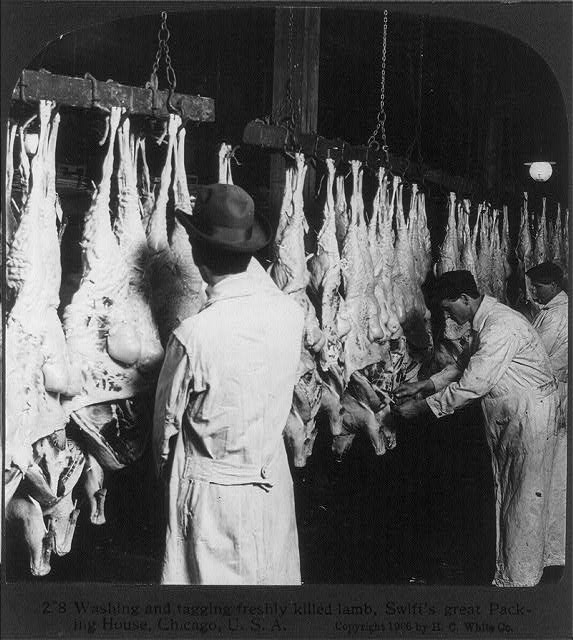 2°8 Washing and tagging freshly killed lamb, Swift's great Pack-
ing House, Chicago, U. S. A. Copyright 1906 by H. C. White Co.